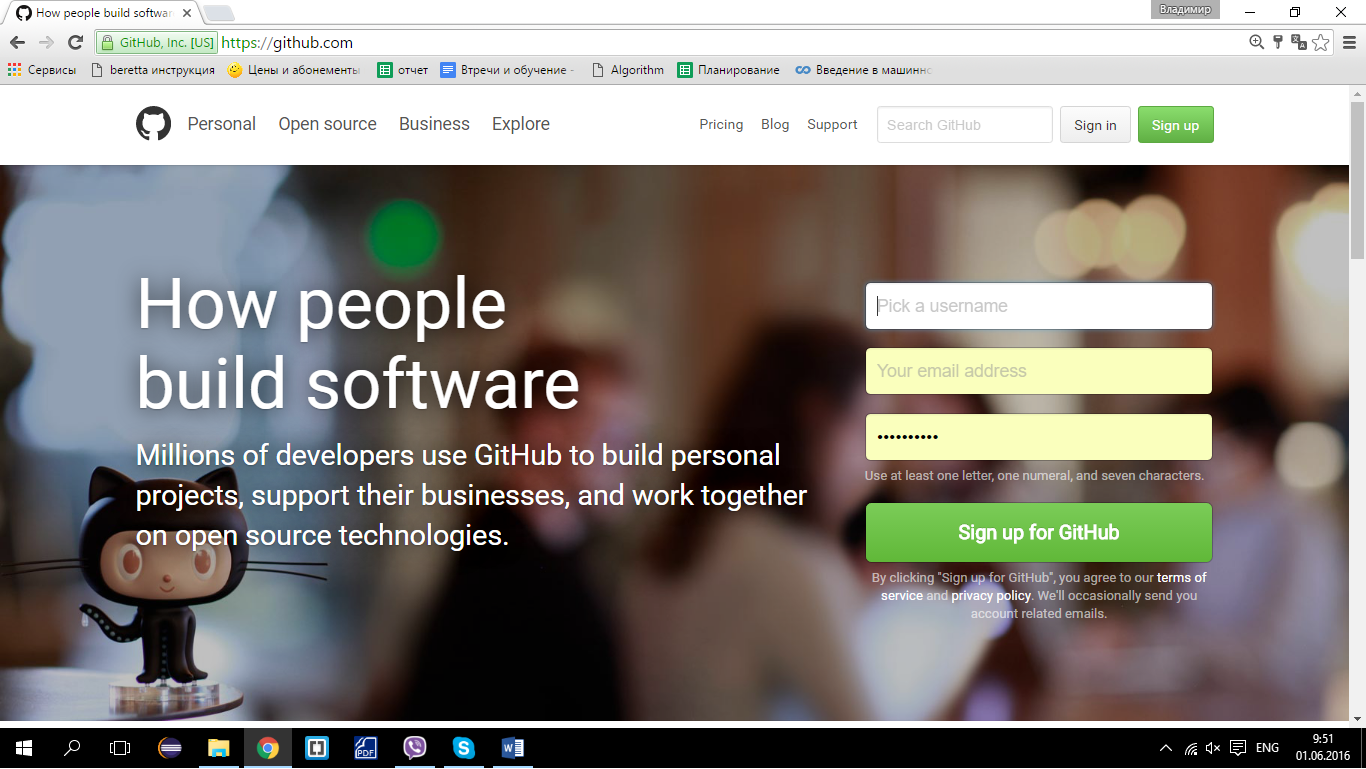 How people build softwar
Владимир
GitHub, Inc. [US] https://github.com
Сервисы beretta инструкция Цены и абонементы отчет Втречи и обучение - Algorithm Планирование Введение в машинно
Personal Open source Business Explore Pricing Blog Support Search GitHub Sign in Sign up
How people
build software
Millions of developers use GitHub to build personal
projects, support their businesses, and work together
on open source technologies.
Pick a username
Your email address
••••••••••
Use at least one letter, one numeral, and seven characters.
Sign up for GitHub
By clicking "Sign up for GitHub", you agree to our terms of
service and privacy policy. We'll occasionally send you
account related emails.
PDF
ENG
9:51
01.06.2016